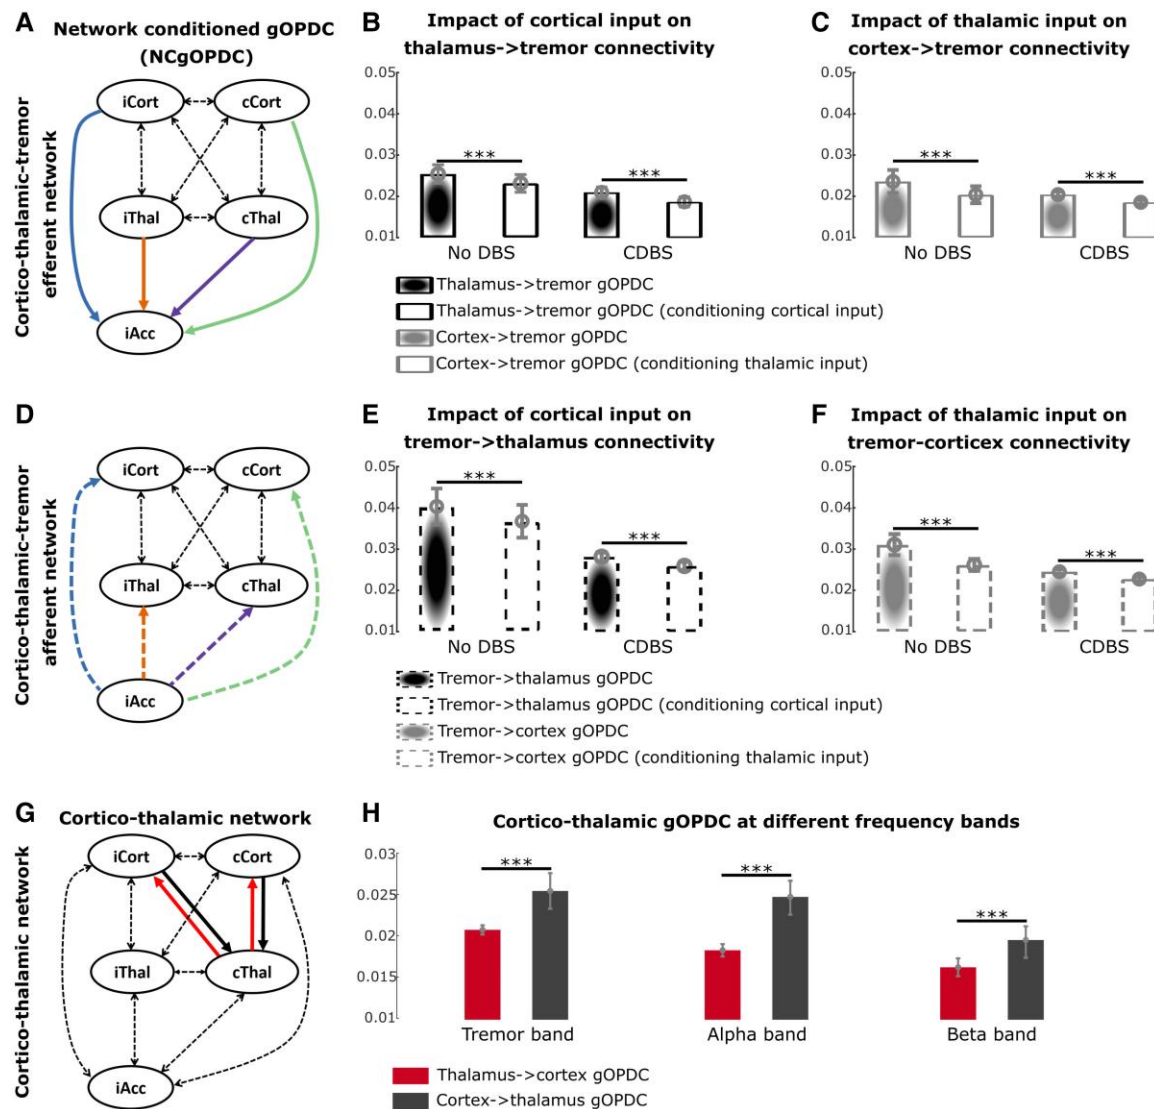 A
Network conditioned gOPDC
(NCgOPDC)
Cortico-thalamic-tremor
efferent network
iCort
cCort
iThal
cThal
iAcc
B
Impact of cortical input on
thalamus->tremor connectivity
0.05
0.04
0.03
0.02
0.01
***
***
No DBS
CDBS
C
Impact of thalamic input on
cortex->tremor connectivity
0.05
0.04
0.03
0.02
0.01
***
***
No DBS
CDBS
Thalamus->tremor gOPDC
Thalamus->tremor gOPDC (conditioning cortical input)
Cortex->tremor gOPDC
Cortex->tremor gOPDC (conditioning thalamic input)
D
Cortico-thalamic-tremor
afferent network
iCort
cCort
iThal
cThal
iAcc
E
Impact of cortical input on
tremor->thalamus connectivity
0.05
0.04
0.03
0.02
0.01
***
***
No DBS
CDBS
F
Impact of thalamic input on
tremor-corticex connectivity
0.05
0.04
0.03
0.02
0.01
***
***
No DBS
CDBS
Tremor->thalamus gOPDC
Tremor->thalamus gOPDC (conditioning cortical input)
Tremor->cortex gOPDC
Tremor->cortex gOPDC (conditioning thalamic input)
G
Cortico-thalamic network
Cortico-thalamic network
iCort
cCort
iThal
cThal
iAcc
H
Cortico-thalamic gOPDC at different frequency bands
0.03
0.025
0.02
0.015
0.01
***
***
***
Tremor band
Alpha band
Beta band
Thalamus->cortex gOPDC
Cortex->thalamus gOPDC